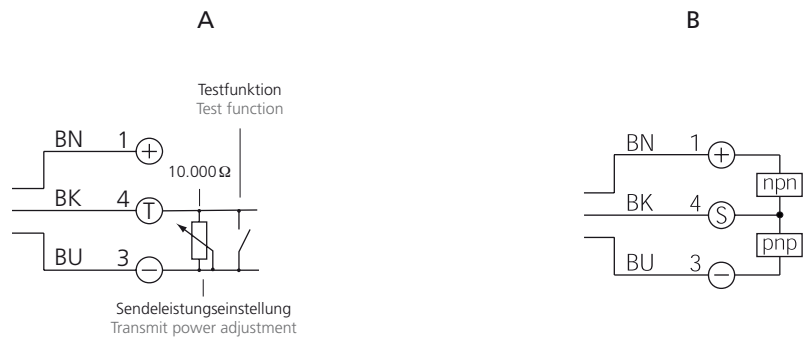 A
B
Testfunktion
Test function
BN 1 +
10.000 Ω
BK 4 T
BU 3 −
Sendeleistungseinstellung
Transmit power adjustment
BN 1 +
npn
BK 4 S
pnp
BU 3 −